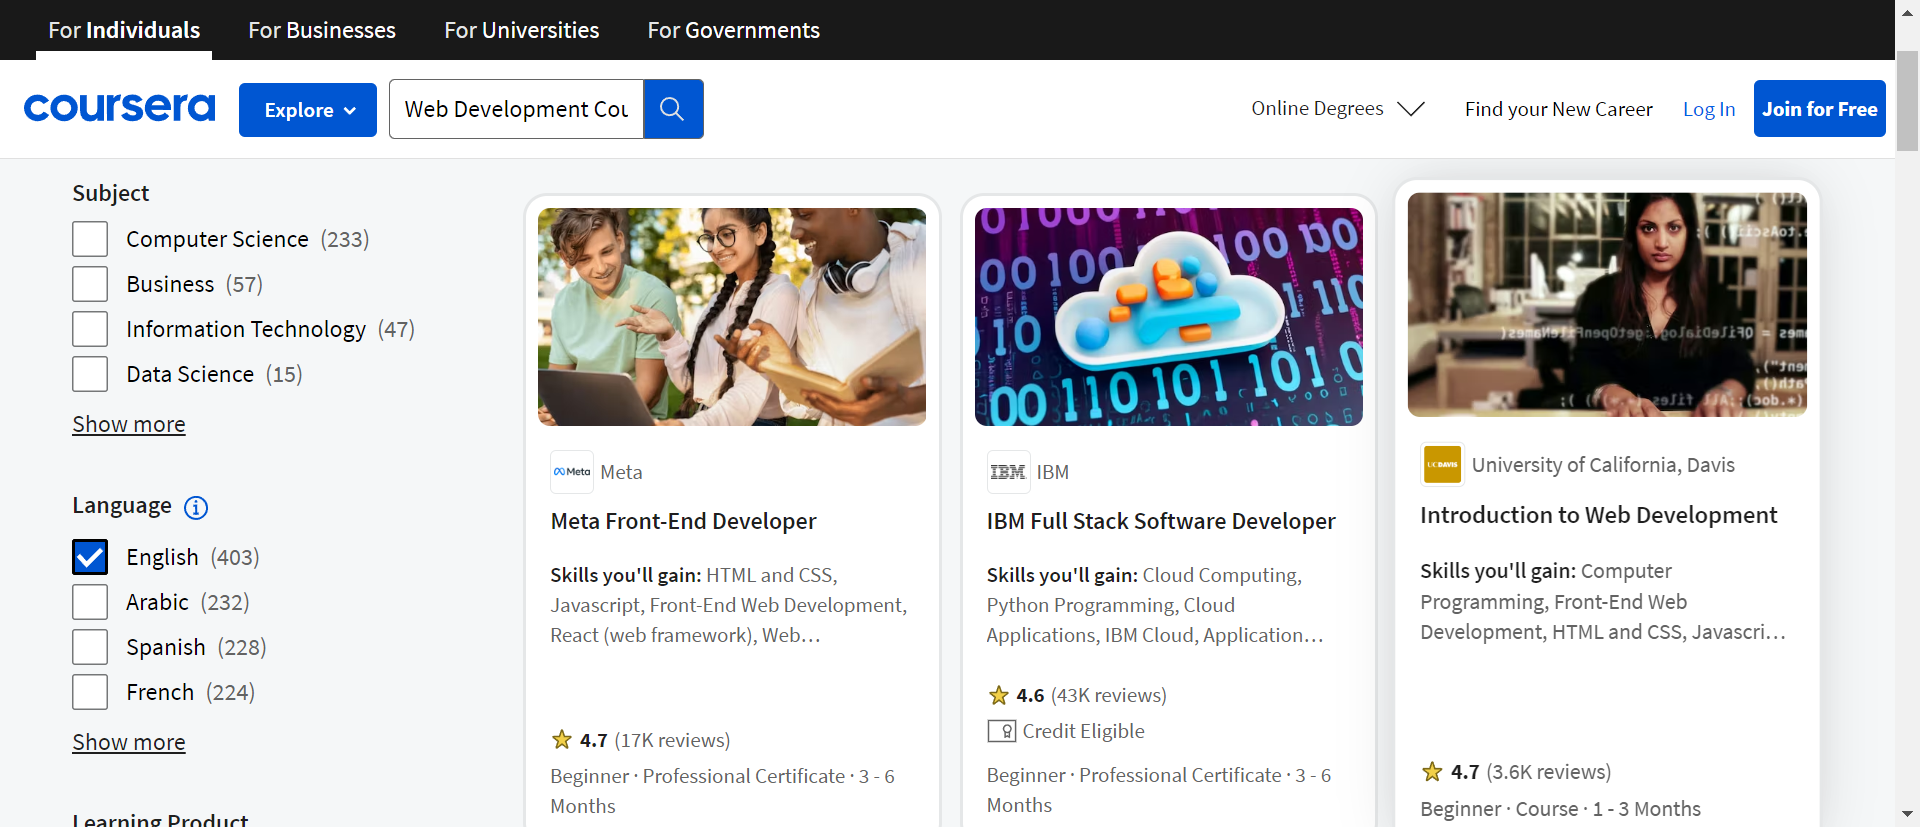 For Individuals
For Businesses
For Universities
For Governments
coursera
Explore
Web Development Cou
Online Degrees
Find your New Career
Log In
Join for Free
Subject
Computer Science (233)
Business (57)
Information Technology (47)
Data Science (15)
Show more
Language
English (403)
Arabic (232)
Spanish (228)
French (224)
Show more
Learning Product
Meta
Meta
Meta Front-End Developer
Skills you'll gain: HTML and CSS,
Javascript, Front-End Web Development,
React (web framework), Web...
4.7 (17K reviews)
Beginner · Professional Certificate · 3 - 6
Months
IBM
IBM
IBM Full Stack Software Developer
Skills you'll gain: Cloud Computing,
Python Programming, Cloud
Applications, IBM Cloud, Application...
4.6 (43K reviews)
Credit Eligible
Beginner · Professional Certificate · 3 - 6
Months
UCDAVIS
University of California, Davis
Introduction to Web Development
Skills you'll gain: Computer
Programming, Front-End Web
Development, HTML and CSS, Javascri...
4.7 (3.6K reviews)
Beginner · Course · 1 - 3 Months